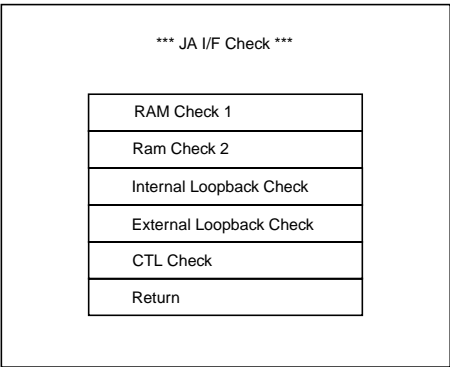 *** JA I/F Check ***
RAM Check 1
Ram Check 2
Internal Loopback Check
External Loopback Check
CTL Check
Return